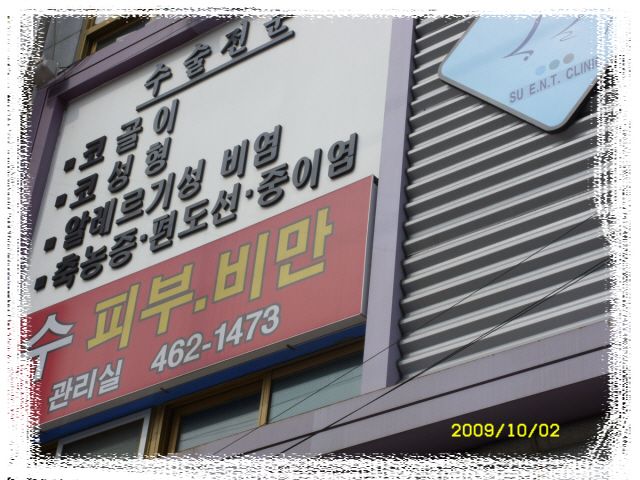 수술전문
SU E.N.T. CLINIC
▪코골이
▪코성형
▪알레르기성 비염
▪축농증·편도선·중이염
수 피부.비만
관리실 462-1473
2009/10/02